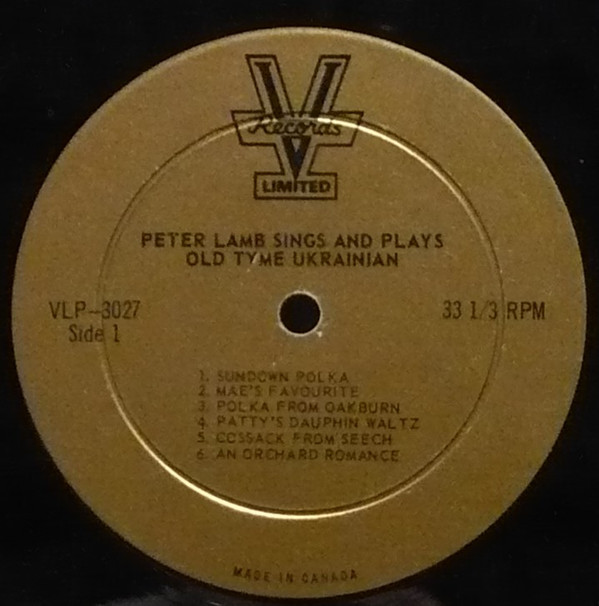 V
Records
LIMITED
PETER LAMB SINGS AND PLAYS
OLD TYME UKRAINIAN
VLP-3027
Side 1
33 1/3 RPM
1. SUNDOWN POLKA
2. MAE'S FAVOURITE
3. POLKA FROM OAKBURN
4. PATTY'S DAUPHIN WALTZ
5. COSSACK FROM SEECH
6. AN ORCHARD ROMANCE
MADE IN CANADA